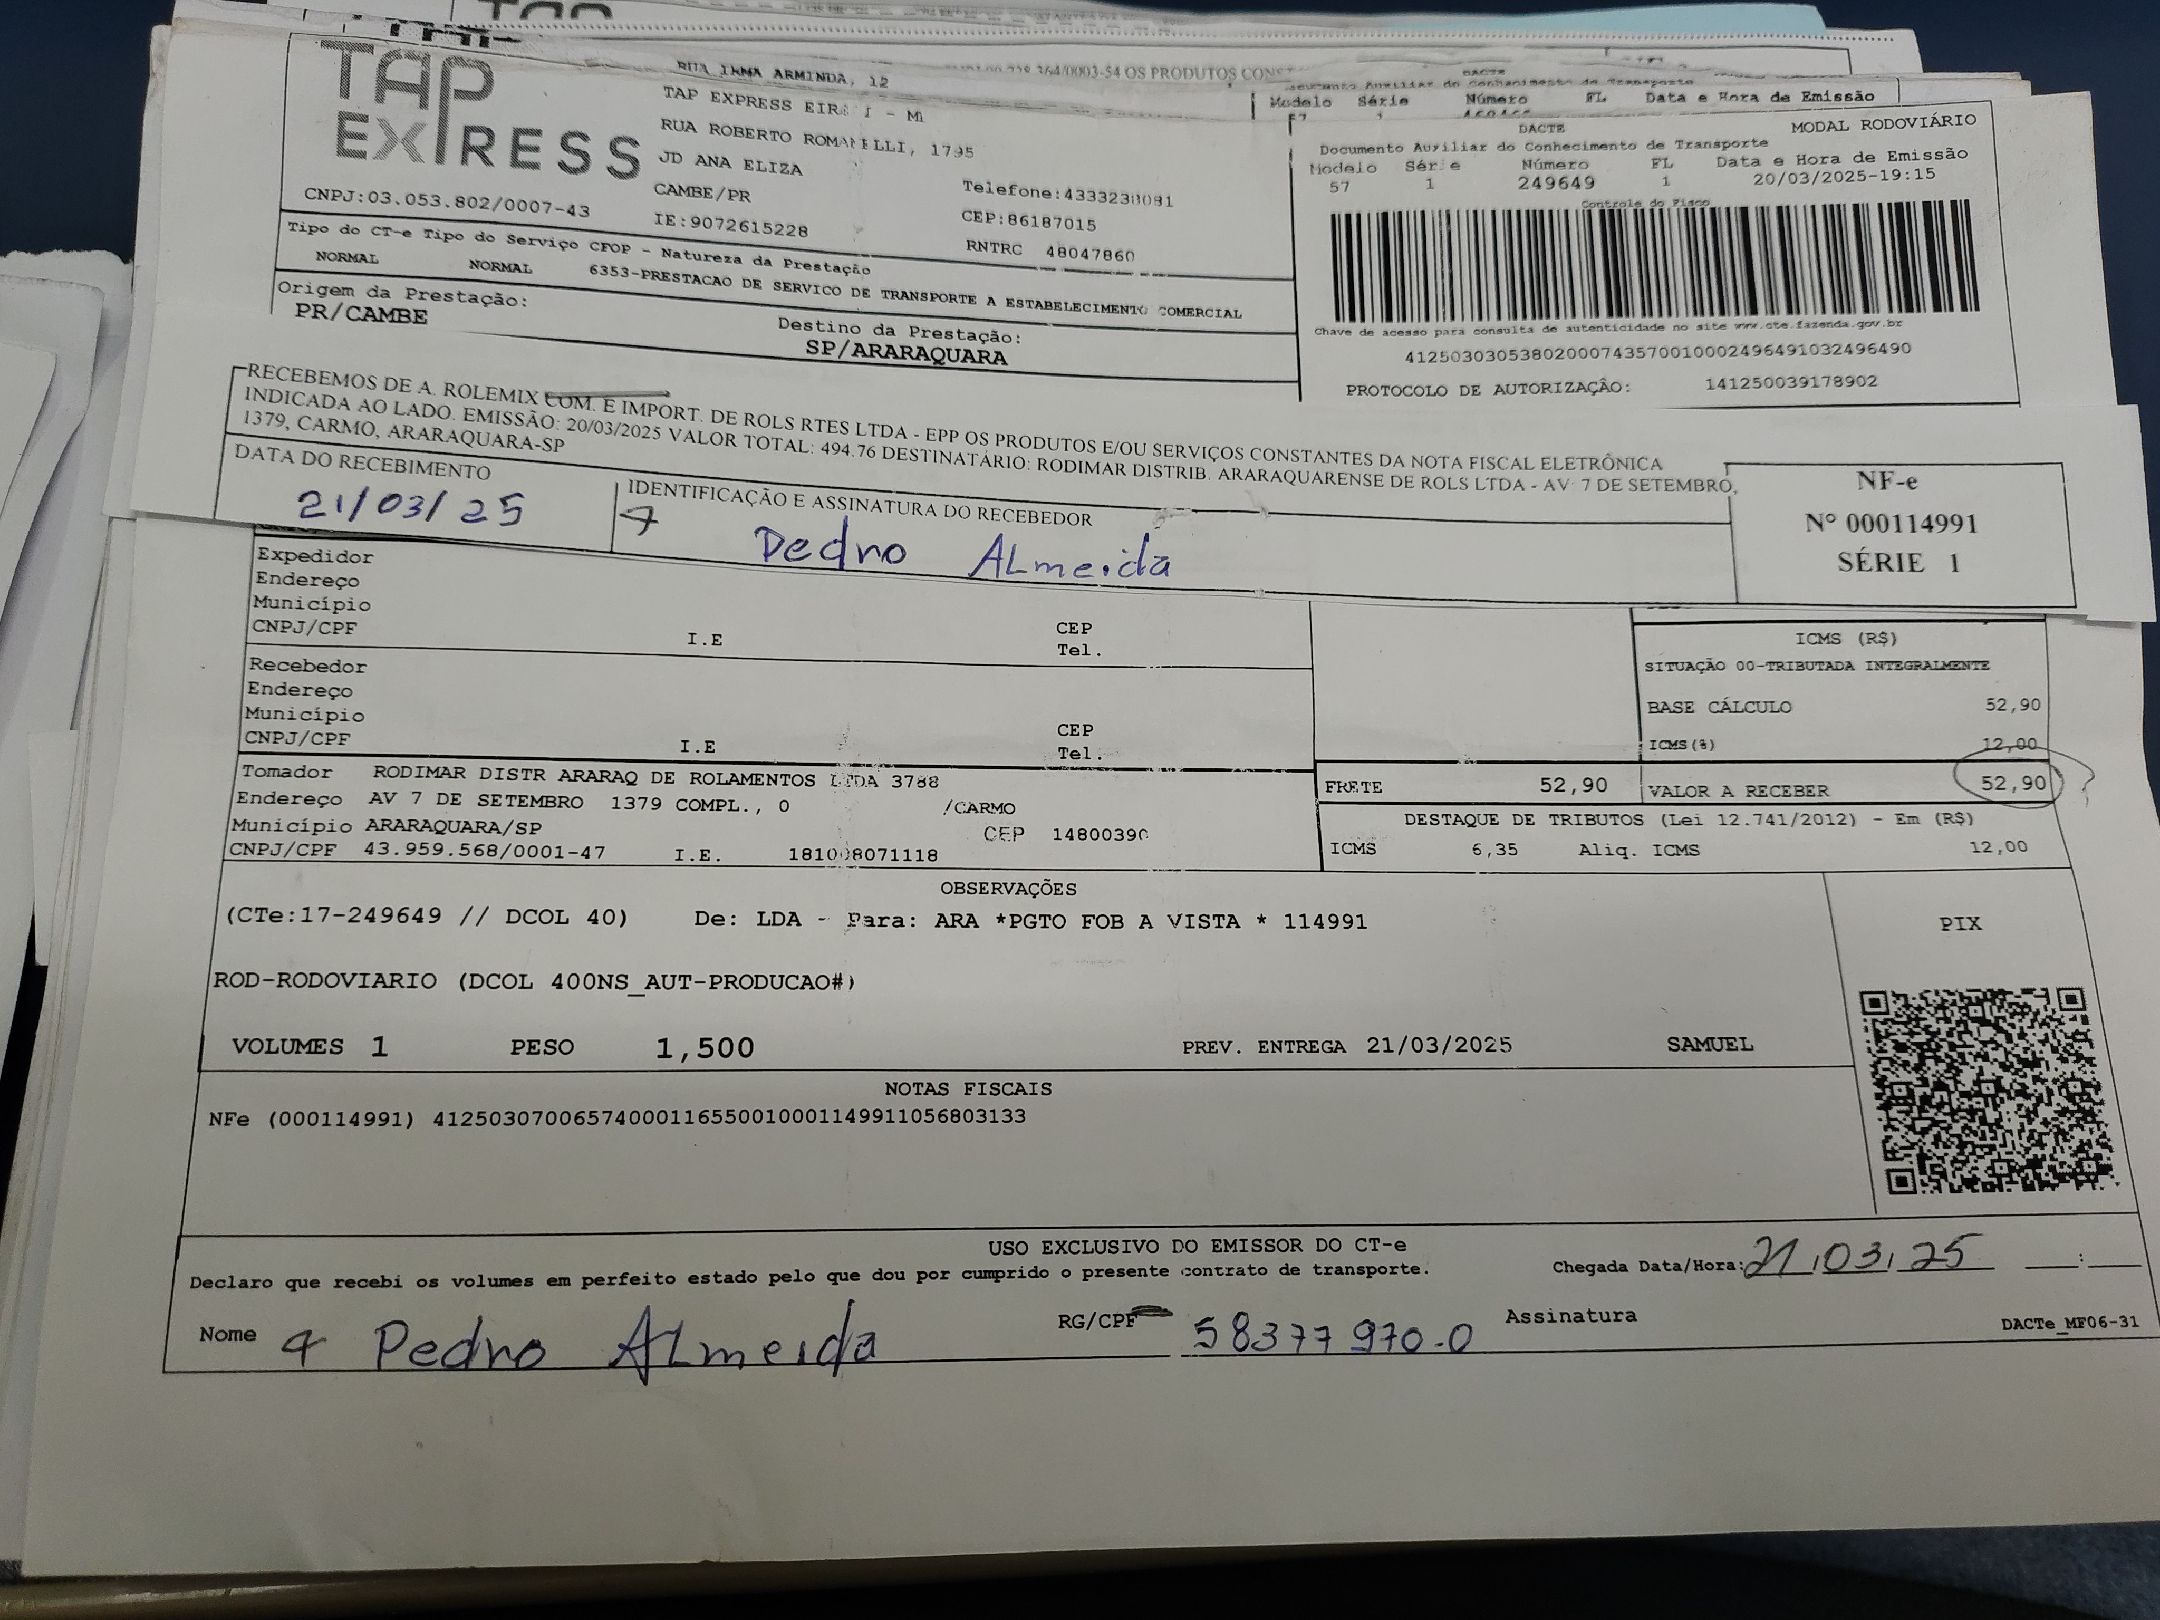 TAP
EXPRESS
RUA IRMA ARMINDA, 12
TAP EXPRESS
RUA ROBERTO ROMANELLI, 1795
JD ANA ELIZA
CAMBE/PR
Telefone:4333238081
CNPJ:03.053.802/0007-43
IE:9072615228
CEP:86187015
RNTRC 48047860
OS PRODUTOS
DACTE
Modelo Série Número FL Data e Hora de Emissão
DACTE
MODAL RODOVIÁRIO
Documento Auxiliar do Conhecimento de Transporte
Modelo Série Número FL Data e Hora de Emissão
57 1 249649 1 20/03/2025-19:15
Controle do Fisco
Chave de acesso para consulta de autenticidade no site www.cte.fazenda.gov.br
41250303053802000743570010002496491032496490
PROTOCOLO DE AUTORIZAÇÃO: 141250039178902
Tipo do CT-e Tipo do Serviço CFOP - Natureza da Prestação
NORMAL NORMAL 6353-PRESTACAO DE SERVICO DE TRANSPORTE A ESTABELECIMENTO COMERCIAL
Origem da Prestação:
PR/CAMBE
Destino da Prestação:
SP/ARARAQUARA
RECEBEMOS DE A. ROLEMIX COM. E IMPORT. DE ROLS RTES LTDA - EPP OS PRODUTOS E/OU SERVIÇOS CONSTANTES DA NOTA FISCAL ELETRÔNICA
INDICADA AO LADO. EMISSÃO: 20/03/2025 VALOR TOTAL: 494.76 DESTINATÁRIO: RODIMAR DISTRIB. ARARAQUARENSE DE ROLS LTDA - AV 7 DE SETEMBRO,
1379, CARMO, ARARAQUARA-SP
DATA DO RECEBIMENTO
21/03/25
IDENTIFICAÇÃO E ASSINATURA DO RECEBEDOR
Pedro ALmeida
NF-e
Nº 000114991
SÉRIE 1
Expedidor
Endereço
Município
CNPJ/CPF I.E CEP
Tel.
Recebedor
Endereço
Município
CNPJ/CPF I.E CEP
Tel.
ICMS (R$)
SITUAÇÃO 00-TRIBUTADA INTEGRALMENTE
BASE CÁLCULO 52,90
ICMS(%) 12,00
Tomador RODIMAR DISTR ARARAQ DE ROLAMENTOS LTDA 3788
Endereço AV 7 DE SETEMBRO 1379 COMPL., 0 /CARMO
Município ARARAQUARA/SP CEP 14800390
CNPJ/CPF 43.959.568/0001-47 I.E. 181008071118
FRETE 52,90 VALOR A RECEBER 52,90
DESTAQUE DE TRIBUTOS (Lei 12.741/2012) - Em (R$)
ICMS 6,35 Aliq. ICMS 12,00
OBSERVAÇÕES
(CTe:17-249649 // DCOL 40) De: LDA - Para: ARA *PGTO FOB A VISTA * 114991
PIX
ROD-RODOVIARIO (DCOL 400NS_AUT-PRODUCAO#)
VOLUMES 1 PESO 1,500 PREV. ENTREGA 21/03/2025 SAMUEL
NOTAS FISCAIS
NFe (000114991) 41250307006574000116550010001149911056803133
USO EXCLUSIVO DO EMISSOR DO CT-e
Declaro que recebi os volumes em perfeito estado pelo que dou por cumprido o presente contrato de transporte.
Chegada Data/Hora: 21/03/25 :
Nome Pedro ALmeida RG/CPF 58377970-0 Assinatura
DACTe_MF06-31